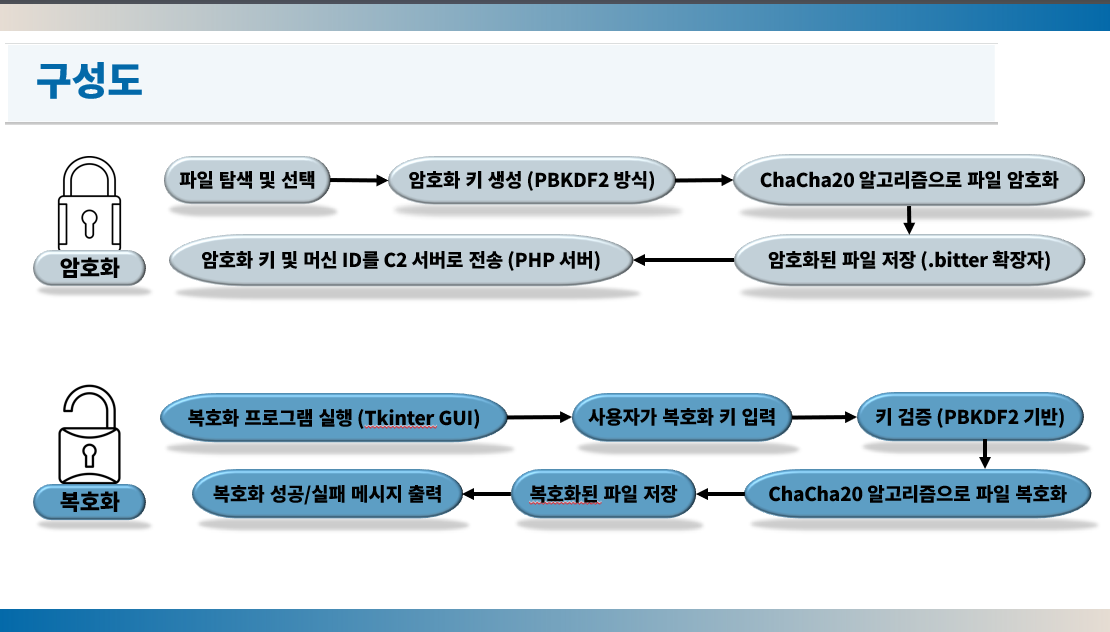 구성도
파일 탐색 및 선택
암호화 키 생성 (PBKDF2 방식)
ChaCha20 알고리즘으로 파일 암호화
암호화
암호화 키 및 머신 ID를 C2 서버로 전송 (PHP 서버)
암호화된 파일 저장 (.bitter 확장자)
복호화 프로그램 실행 (Tkinter GUI)
사용자가 복호화 키 입력
키 검증 (PBKDF2 기반)
복호화
복호화 성공/실패 메시지 출력
복호화된 파일 저장
ChaCha20 알고리즘으로 파일 복호화